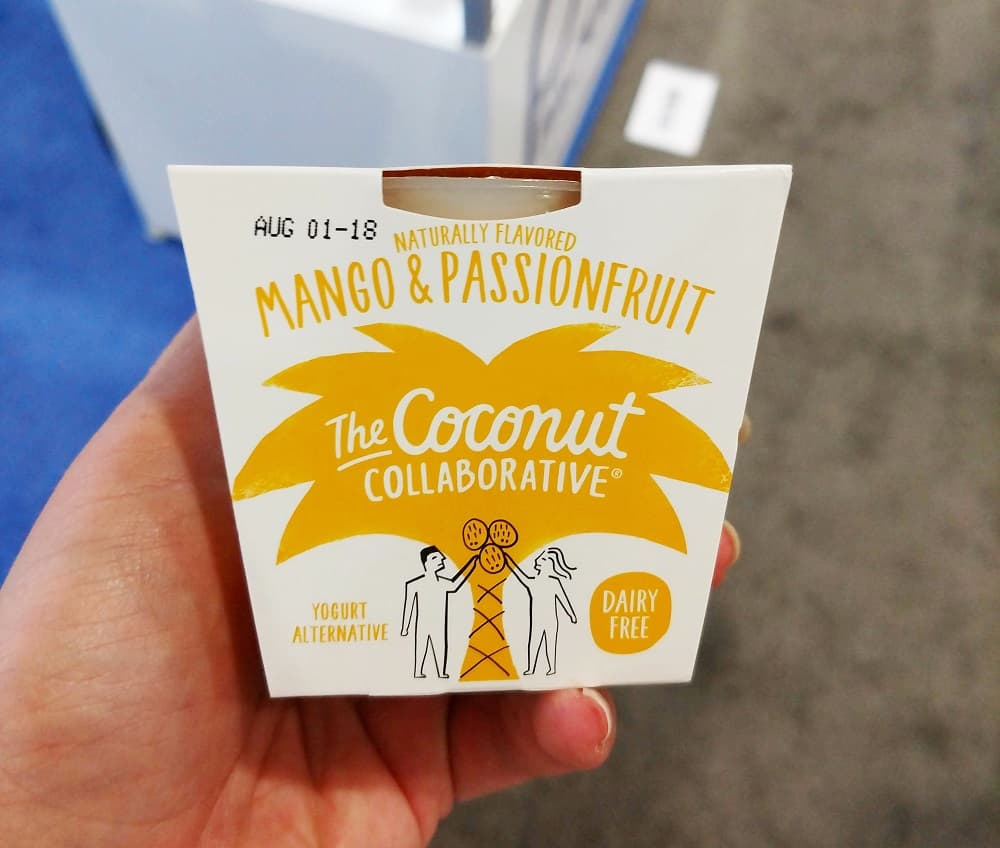 AUG 01-18
NATURALLY FLAVORED
MANGO & PASSIONFRUIT
The Coconut
COLLABORATIVE®
YOGURT
ALTERNATIVE
DAIRY
FREE